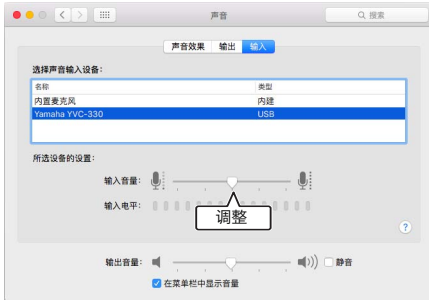 声音
搜索
声音效果 输出 输入
选择声音输入设备：
名称 类型
内置麦克风 内建
Yamaha YVC-330 USB
所选设备的设置：
输入音量：
输入电平：
调整
?
输出音量： 静音
在菜单栏中显示音量